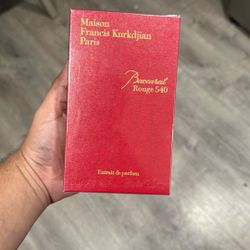 Maison
Francis Kurkdjian
Paris
Baccarat
Rouge 540
Extrait de parfum